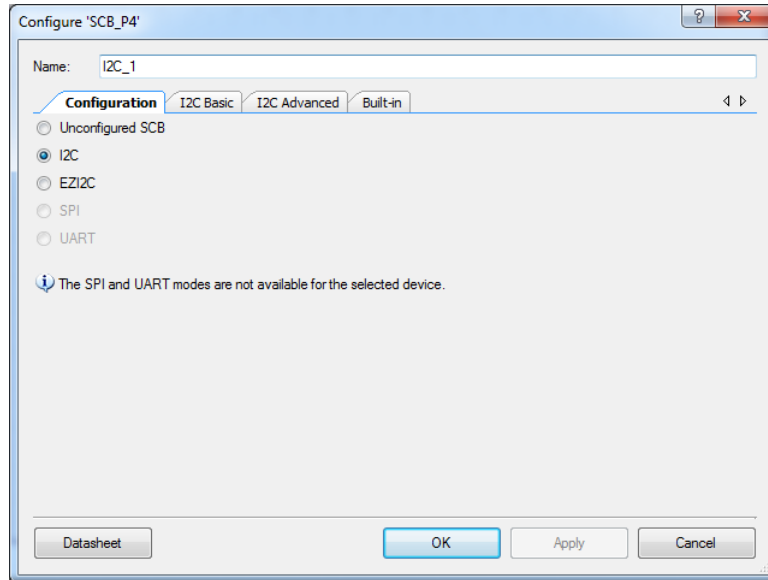 Configure 'SCB_P4'
Name: I2C_1
Configuration I2C Basic I2C Advanced Built-in
Unconfigured SCB
I2C
EZI2C
SPI
UART
The SPI and UART modes are not available for the selected device.
Datasheet OK Apply Cancel